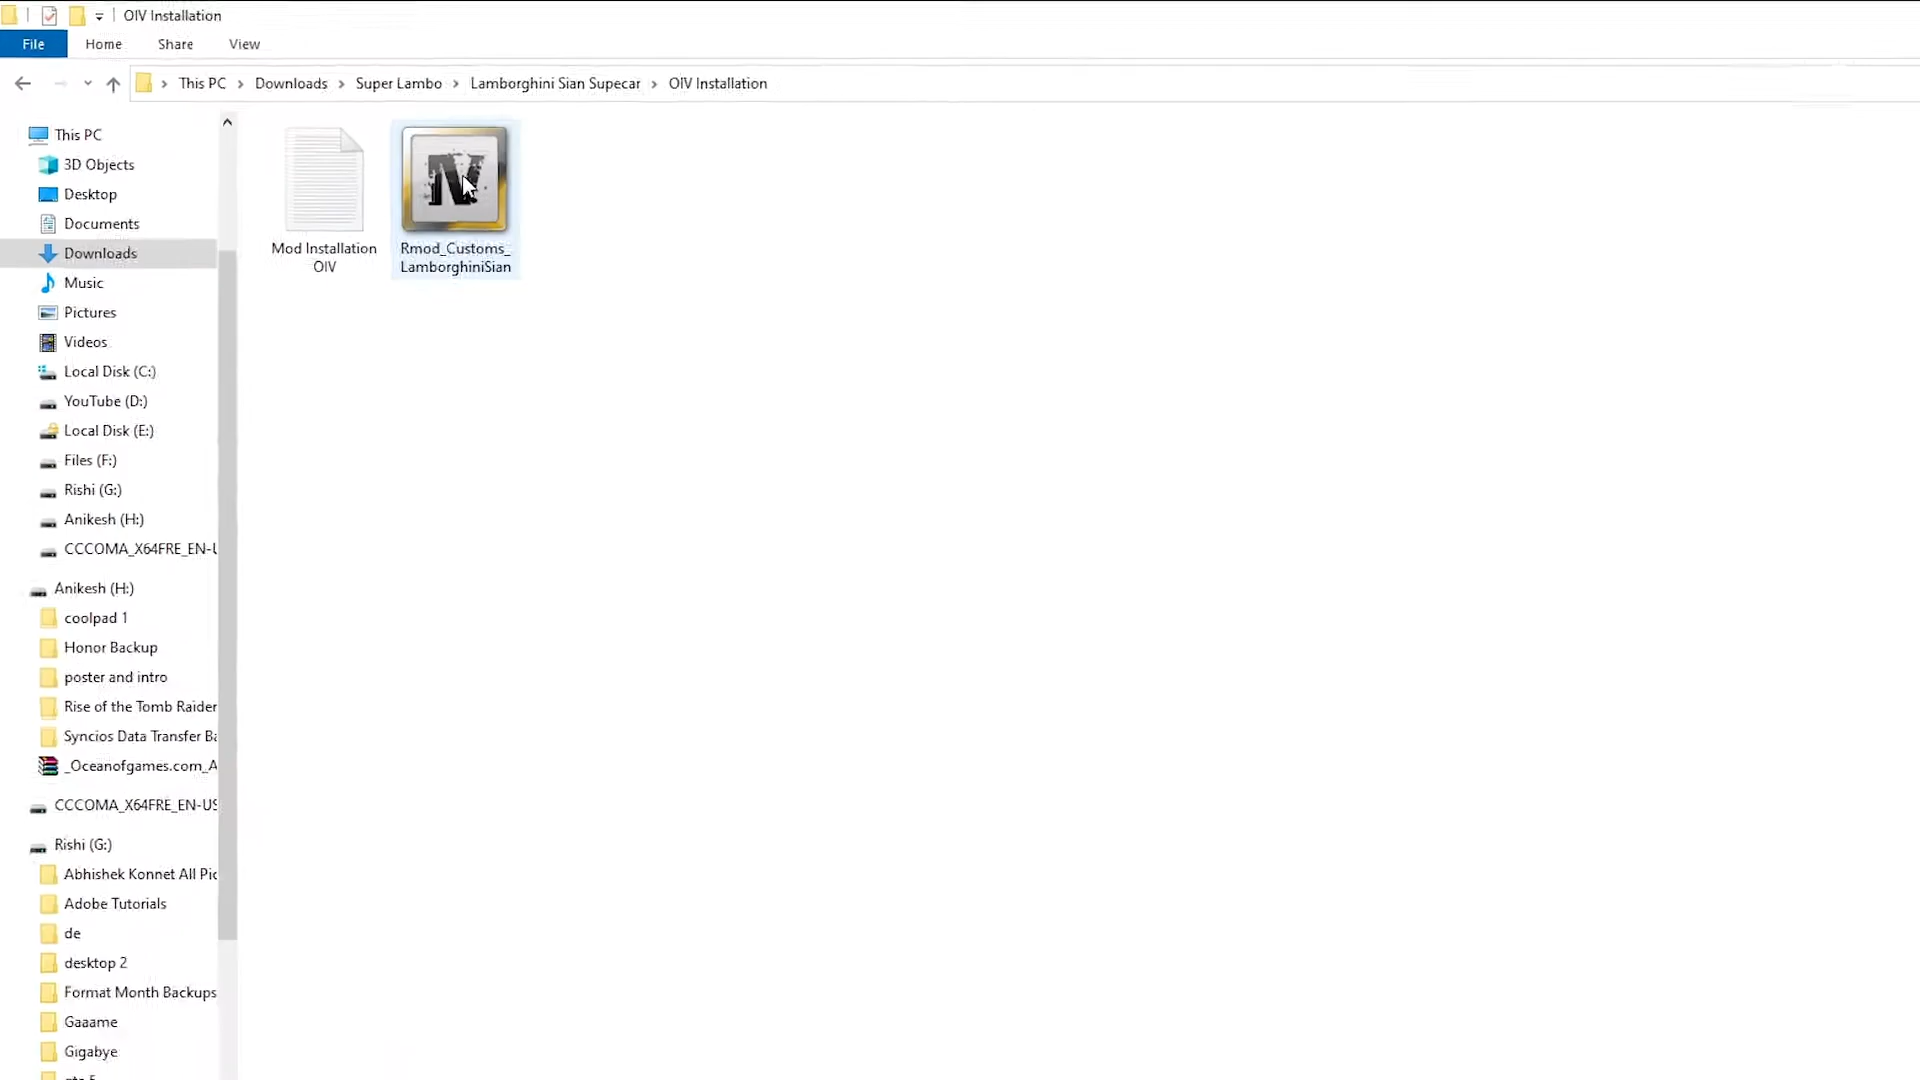 OIV Installation
File Home Share View
This PC Downloads Super Lambo Lamborghini Sian Supecar OIV Installation
This PC
3D Objects
Desktop
Documents
Downloads
Music
Pictures
Videos
Local Disk (C:)
YouTube (D:)
Local Disk (E:)
Files (F:)
Rishi (G:)
Anikesh (H:)
CCCOMA_X64FRE_EN-U
Anikesh (H:)
coolpad 1
Honor Backup
poster and intro
Rise of the Tomb Raider
Syncios Data Transfer Ba
_Oceanofgames.com_A
CCCOMA_X64FRE_EN-US
Rishi (G:)
Abhishek Konnet All Pic
Adobe Tutorials
de
desktop 2
Format Month Backups
Gaaame
Gigabye
gta 5
Mod Installation
OIV
N
Rmod_Customs_
LamborghiniSian